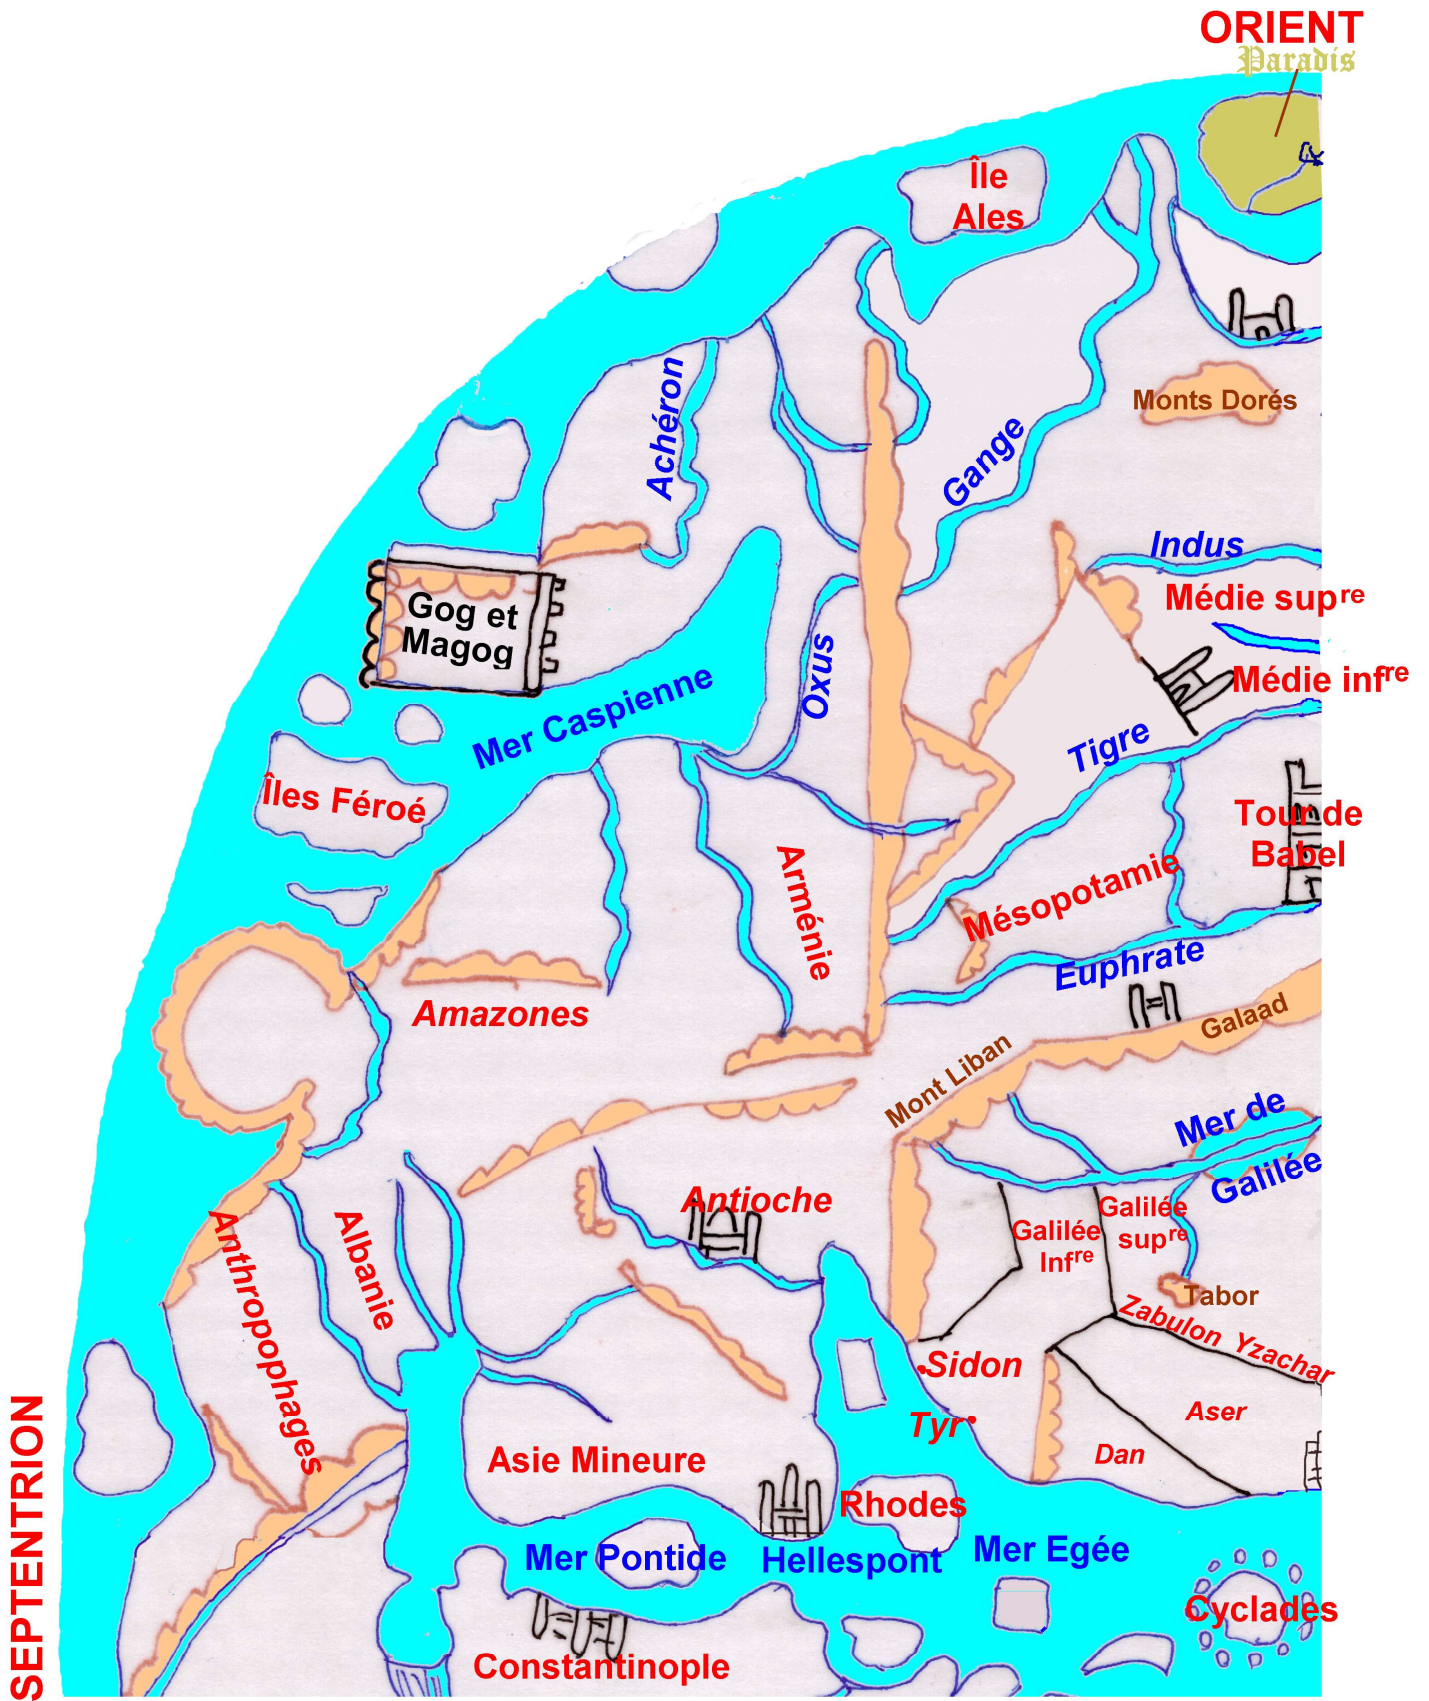 ORIENT
Paradis
Île
Ales
Achéron
Gange
Monts Dorés
Indus
Médie supre
Gog et
Magog
Oxus
Médie infre
Mer Caspienne
Tigre
Îles Féroé
Tour de
Babel
Arménie
Mésopotamie
Euphrate
Amazones
Galaad
Mont Liban
Mer de
Galilée
Antioche
Galilée
supre
Galilée
Infre
Anthropophages
Albanie
Tabor
Zabulon Yzachar
Sidon
Tyr
Aser
Dan
Asie Mineure
Rhodes
Mer Pontide
Hellespont
Mer Egée
Cyclades
Constantinople
SEPTENTRION